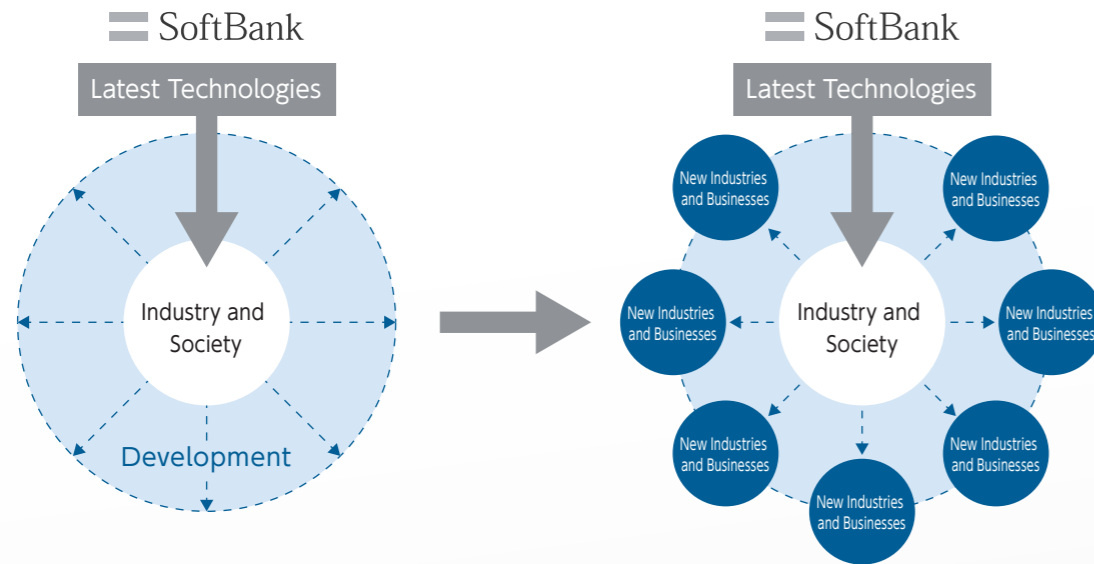 SoftBank
Latest Technologies
Industry and
Society
Development
SoftBank
Latest Technologies
New Industries
and Businesses
New Industries
and Businesses
New Industries
and Businesses
Industry and
Society
New Industries
and Businesses
New Industries
and Businesses
New Industries
and Businesses
New Industries
and Businesses